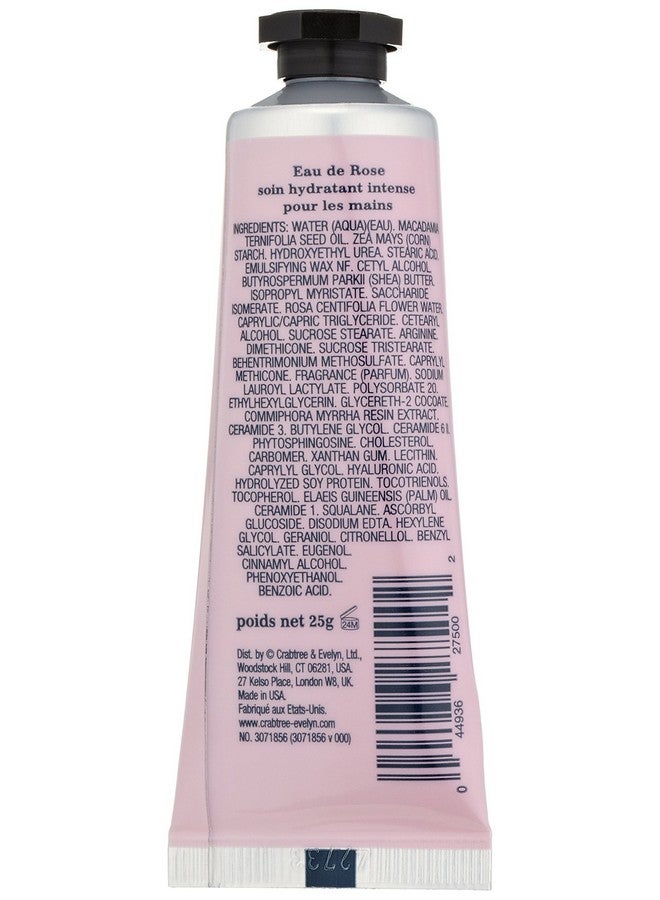 Eau de Rose
soin hydratant intense
pour les mains
INGREDIENTS: WATER (AQUA)(EAU). MACADAMIA
TERNIFOLIA SEED OIL. ZEA MAYS (CORN)
STARCH. HYDROXYETHYL UREA. STEARIC ACID.
EMULSIFYING WAX NF. CETYL ALCOHOL.
BUTYROSPERMUM PARKII (SHEA) BUTTER.
ISOPROPYL MYRISTATE. SACCHARIDE
ISOMERATE. ROSA CENTIFOLIA FLOWER WATER.
CAPRYLIC/CAPRIC TRIGLYCERIDE. CETEARYL
ALCOHOL. SUCROSE STEARATE. ARGININE.
DIMETHICONE. SUCROSE TRISTEARATE.
BEHENTRIMONIUM METHOSULFATE. CAPRYLYL
METHICONE. FRAGRANCE (PARFUM). SODIUM
LAUROYL LACTYLATE. POLYSORBATE 20.
ETHYLHEXYLGLYCERIN. GLYCERETH-2 COCOATE.
COMMIPHORA MYRRHA RESIN EXTRACT.
CERAMIDE 3. BUTYLENE GLYCOL. CERAMIDE 6 II.
PHYTOSPHINGOSINE. CHOLESTEROL.
CARBOMER. XANTHAN GUM. LECITHIN.
CAPRYLYL GLYCOL. HYALURONIC ACID.
HYDROLYZED SOY PROTEIN. TOCOTRIENOLS.
TOCOPHEROL. ELAEIS GUINEENSIS (PALM) OIL.
CERAMIDE 1. SQUALANE. ASCORBYL
GLUCOSIDE. DISODIUM EDTA. HEXYLENE
GLYCOL. GERANIOL. CITRONELLOL. BENZYL
SALICYLATE. EUGENOL.
CINNAMYL ALCOHOL.
PHENOXYETHANOL.
BENZOIC ACID.
poids net 25g
24M
Dist. by © Crabtree & Evelyn, Ltd.,
Woodstock Hill, CT 06281, USA.
27 Kelso Place, London W8, UK.
Made in USA.
Fabriqué aux Etats-Unis.
www.crabtree-evelyn.com
NO. 3071856 (3071856 v 000)
0 44936 27500 2